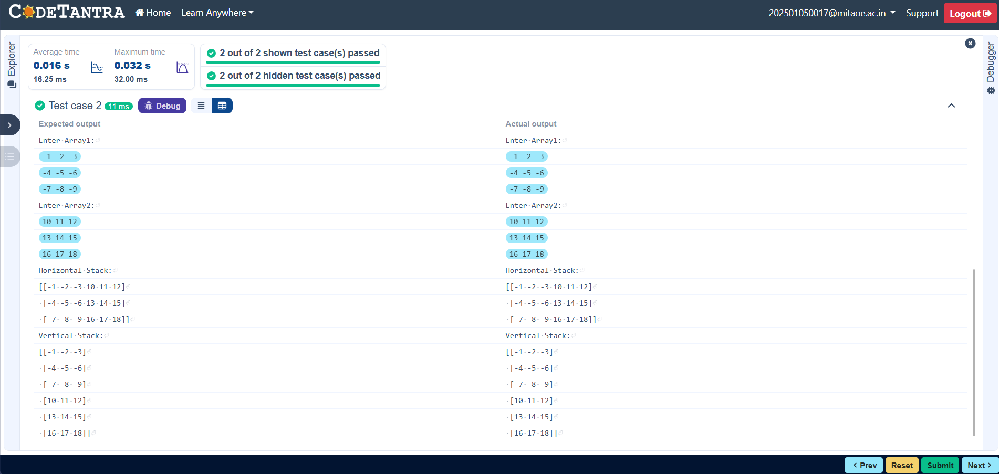 CODETANTRA Home Learn Anywhere 202501050017@mitaoe.ac.in Support Logout
Explorer
Debugger
Average time
0.016 s
16.25 ms
Maximum time
0.032 s
32.00 ms
2 out of 2 shown test case(s) passed
2 out of 2 hidden test case(s) passed
Test case 2 11 ms Debug
Expected output
Enter·Array1:⏎
-1 -2 -3
-4 -5 -6
-7 -8 -9
Enter·Array2:⏎
10 11 12
13 14 15
16 17 18
Horizontal·Stack:⏎
[[-1·-2·-3·10·11·12]⏎
·[-4·-5·-6·13·14·15]⏎
·[-7·-8·-9·16·17·18]]⏎
Vertical·Stack:⏎
[[-1·-2·-3]⏎
·[-4·-5·-6]⏎
·[-7·-8·-9]⏎
·[10·11·12]⏎
·[13·14·15]⏎
·[16·17·18]]⏎
Actual output
Enter·Array1:⏎
-1 -2 -3
-4 -5 -6
-7 -8 -9
Enter·Array2:⏎
10 11 12
13 14 15
16 17 18
Horizontal·Stack:⏎
[[-1·-2·-3·10·11·12]⏎
·[-4·-5·-6·13·14·15]⏎
·[-7·-8·-9·16·17·18]]⏎
Vertical·Stack:⏎
[[-1·-2·-3]⏎
·[-4·-5·-6]⏎
·[-7·-8·-9]⏎
·[10·11·12]⏎
·[13·14·15]⏎
·[16·17·18]]⏎
Prev Reset Submit Next